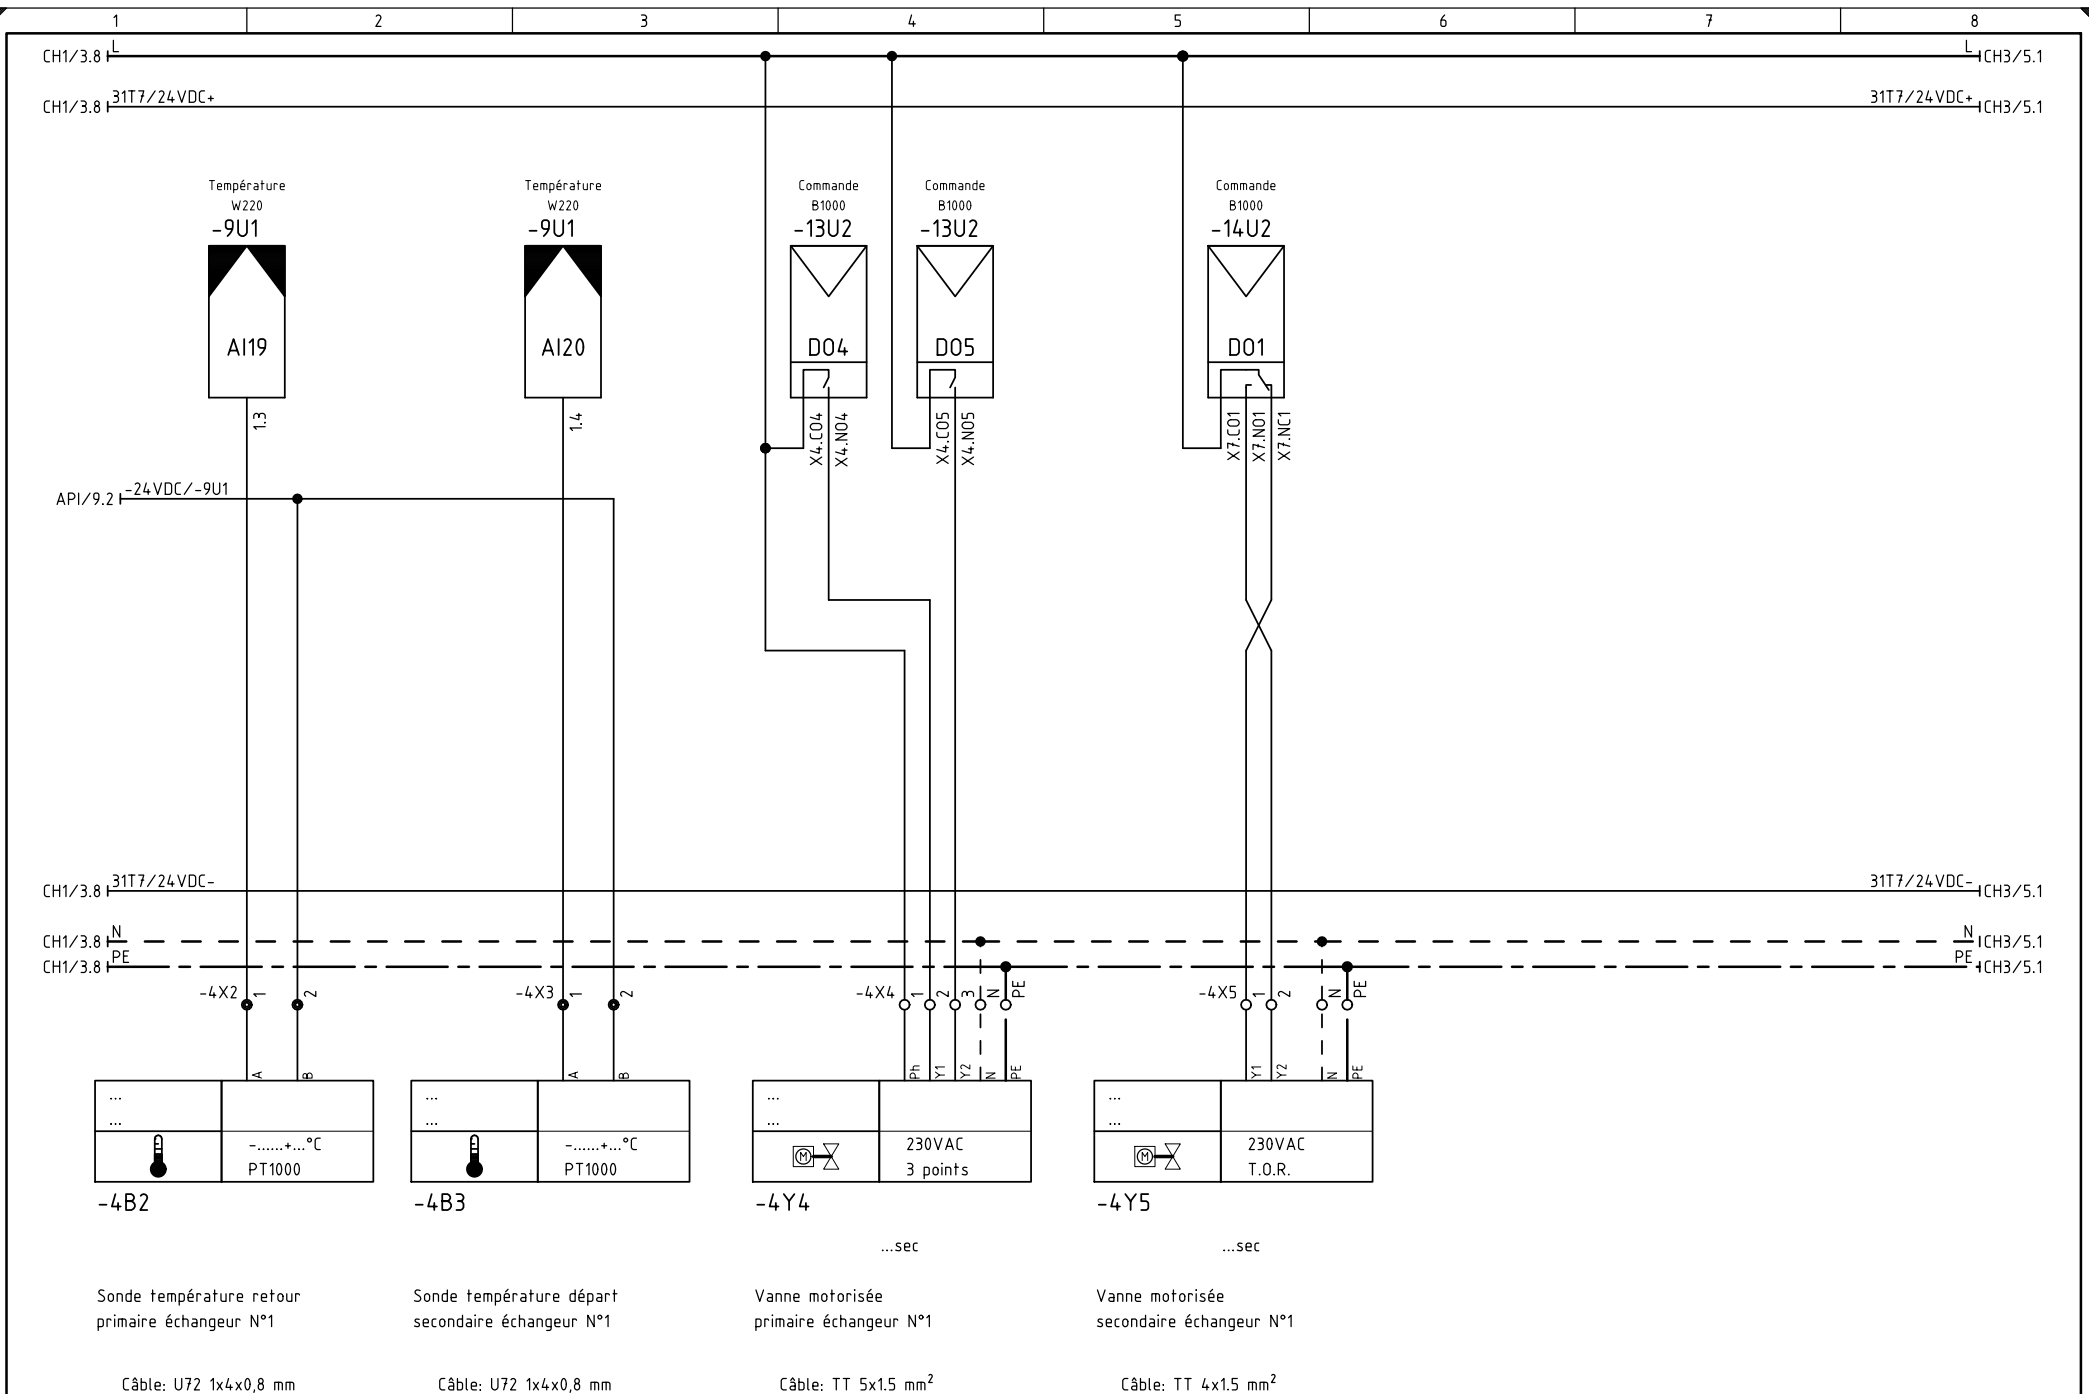 1 2 3 4 5 6 7 8
CH1/3.8 L L CH3/5.1
CH1/3.8 31T7/24VDC+ 31T7/24VDC+ CH3/5.1
Température Température Commande Commande Commande
W220 W220 B1000 B1000 B1000
-9U1 -9U1 -13U2 -13U2 -14U2
AI19 AI20 DO4 DO5 DO1
1.3 1.4 X4.CO4 X4.NO4 X4.CO5 X4.NO5 X7.CO1 X7.NO1 X7.NC1
API/9.2 -24VDC/-9U1
CH1/3.8 31T7/24VDC- 31T7/24VDC- CH3/5.1
CH1/3.8 N N CH3/5.1
CH1/3.8 PE PE CH3/5.1
-4X2 1 2 -4X3 1 2 -4X4 1 2 3 N PE -4X5 1 2 N PE
A B A B Ph Y1 Y2 N PE Y1 Y2 N PE
... ... ... ...
... ... ... ...
-......+...°C -......+...°C 230VAC M 230VAC M
PT1000 PT1000 3 points T.O.R.
-4B2 -4B3 -4Y4 -4Y5
...sec ...sec
Sonde température retour Sonde température départ Vanne motorisée Vanne motorisée
primaire échangeur N°1 secondaire échangeur N°1 primaire échangeur N°1 secondaire échangeur N°1
Câble: U72 1x4x0,8 mm Câble: U72 1x4x0,8 mm Câble: TT 5x1.5 mm² Câble: TT 4x1.5 mm²